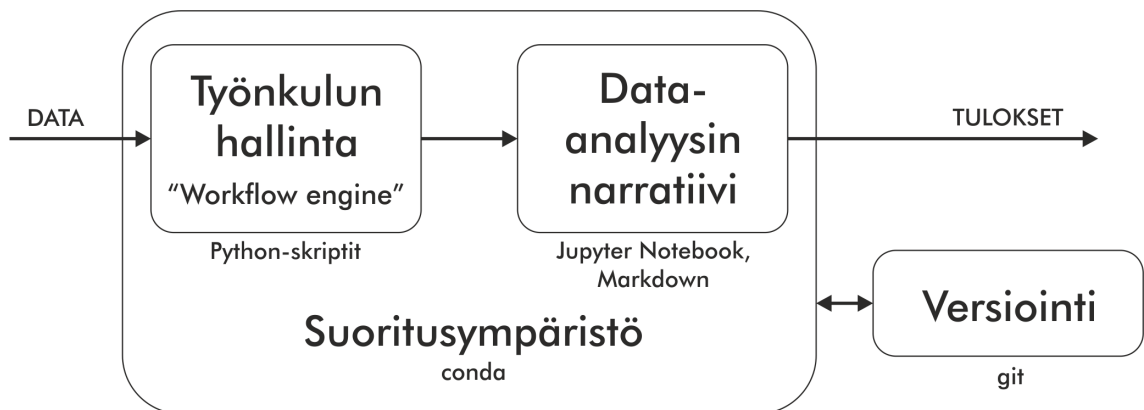 DATA
Työnkulun
hallinta
“Workflow engine”
Python-skriptit
Data-
analyysin
narratiivi
Jupyter Notebook,
Markdown
TULOKSET
Suoritusympäristö
conda
Versiointi
git